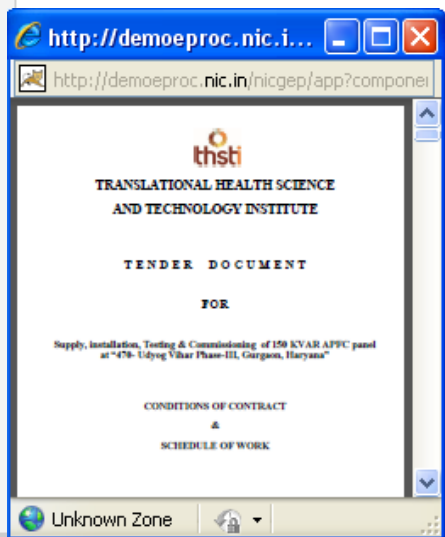 http://demoeproc.nic.i...
http://demoeproc.nic.in/nicgep/app?componer
thsti
TRANSLATIONAL HEALTH SCIENCE
AND TECHNOLOGY INSTITUTE
TENDER DOCUMENT
FOR
Supply, installation, Testing & Commissioning of 150 KVAR APFC panel
at “470- Udyog Vihar Phase-III, Gurgaon, Haryana”
CONDITIONS OF CONTRACT
&
SCHEDULE OF WORK
Unknown Zone